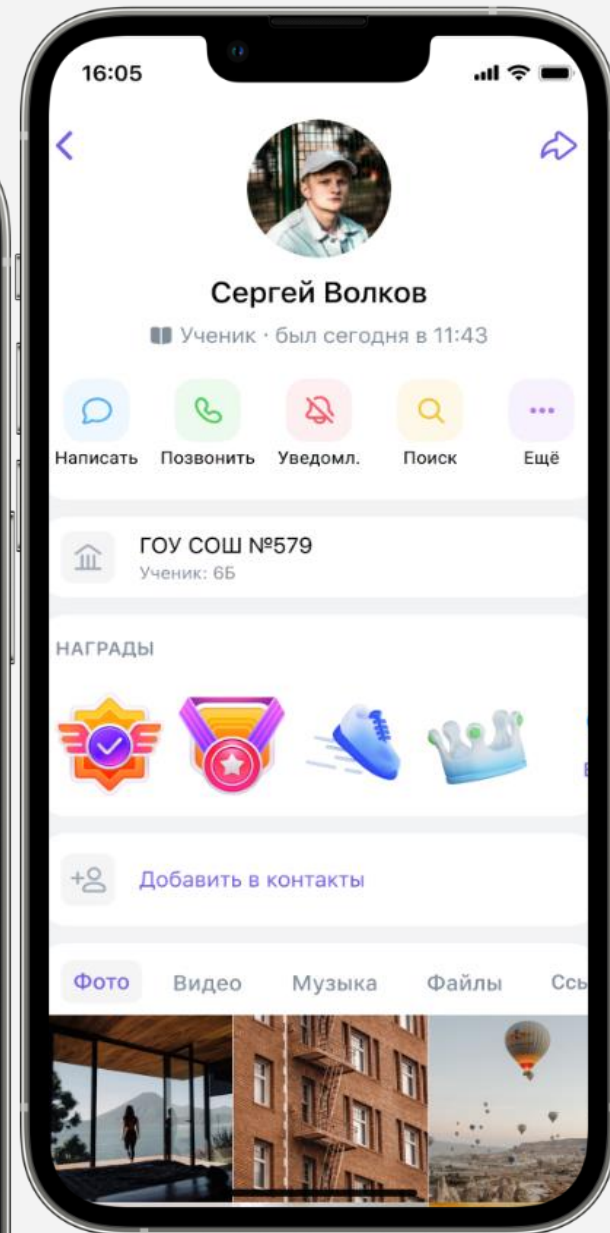 16:05
Сергей Волков
Ученик · был сегодня в 11:43
Написать Позвонить Уведомл. Поиск Ещё
ГОУ СОШ №579
Ученик: 6Б
НАГРАДЫ
Добавить в контакты
Фото Видео Музыка Файлы Ссы